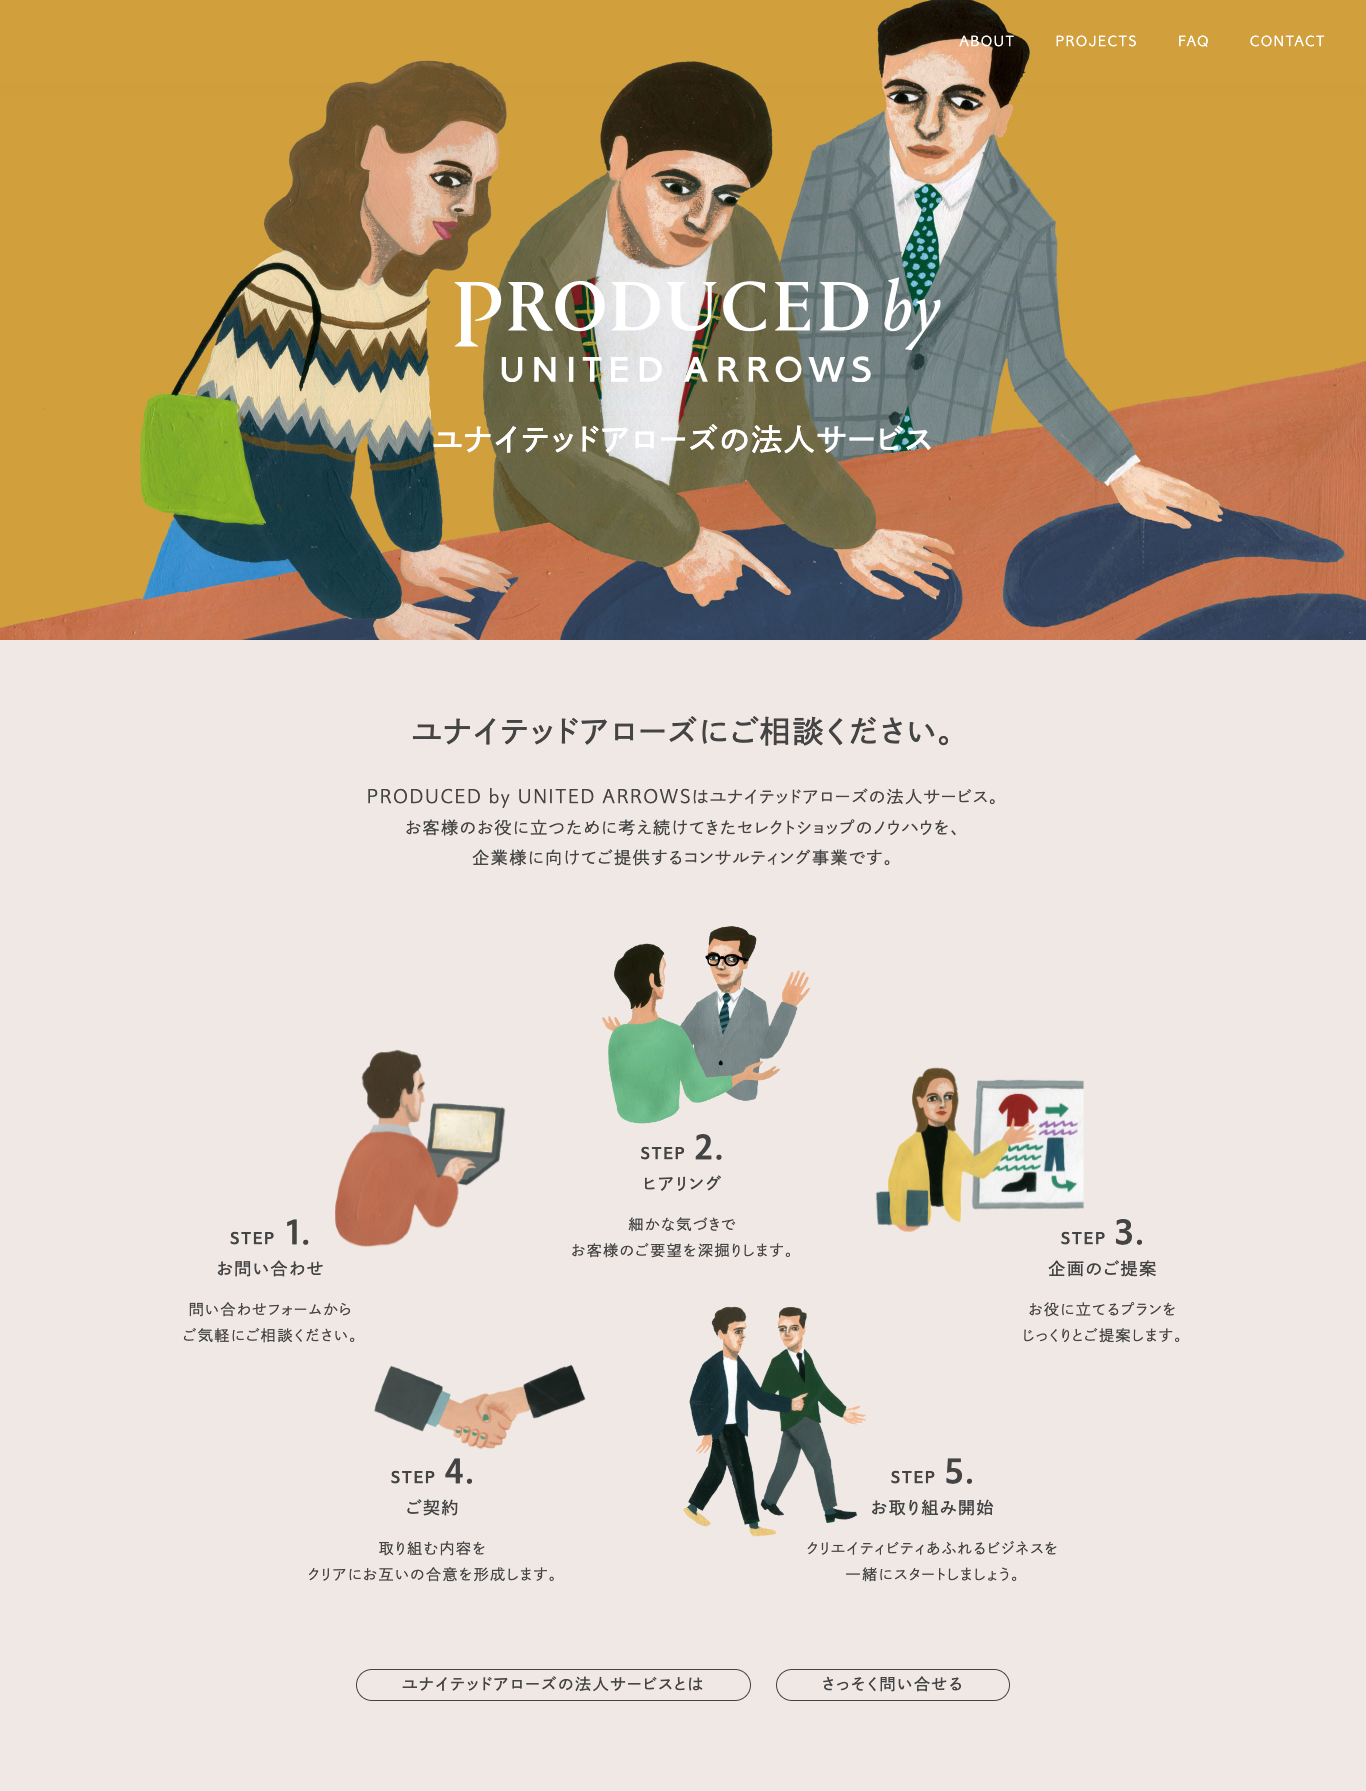 ABOUT PROJECTS FAQ CONTACT
PRODUCED by
UNITED ARROWS
ユナイテッドアローズの法人サービス
ユナイテッドアローズにご相談ください。
PRODUCED by UNITED ARROWSはユナイテッドアローズの法人サービス。
お客様のお役に立つために考え続けてきたセレクトショップのノウハウを、
企業様に向けてご提供するコンサルティング事業です。
STEP 1.
お問い合わせ
問い合わせフォームから
ご気軽にご相談ください。
STEP 2.
ヒアリング
細かな気づきで
お客様のご要望を深掘りします。
STEP 3.
企画のご提案
お役に立てるプランを
じっくりとご提案します。
STEP 4.
ご契約
取り組む内容を
クリアにお互いの合意を形成します。
STEP 5.
お取り組み開始
クリエイティビティあふれるビジネスを
一緒にスタートしましょう。
ユナイテッドアローズの法人サービスとは
さっそく問い合せる